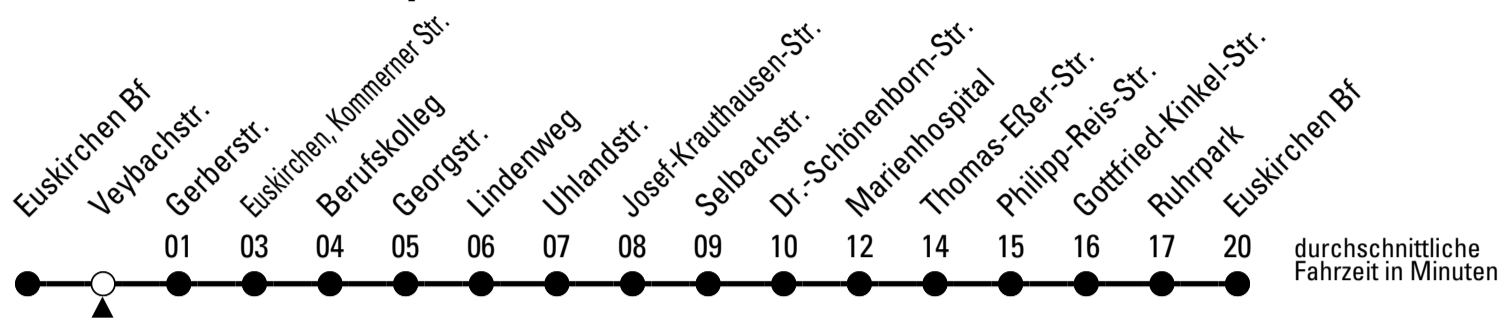 Euskirchen Bf
Veybachstr.
Gerberstr.
Euskirchen, Kommerner Str.
Berufskolleg
Georgstr.
Lindenweg
Uhlandstr.
Josef-Krauthausen-Str.
Selbachstr.
Dr.-Schönenborn-Str.
Marienhospital
Thomas-Eßer-Str.
Philipp-Reis-Str.
Gottfried-Kinkel-Str.
Ruhrpark
Euskirchen Bf
01 03 04 05 06 07 08 09 10 12 14 15 16 17 20
durchschnittliche
Fahrzeit in Minuten